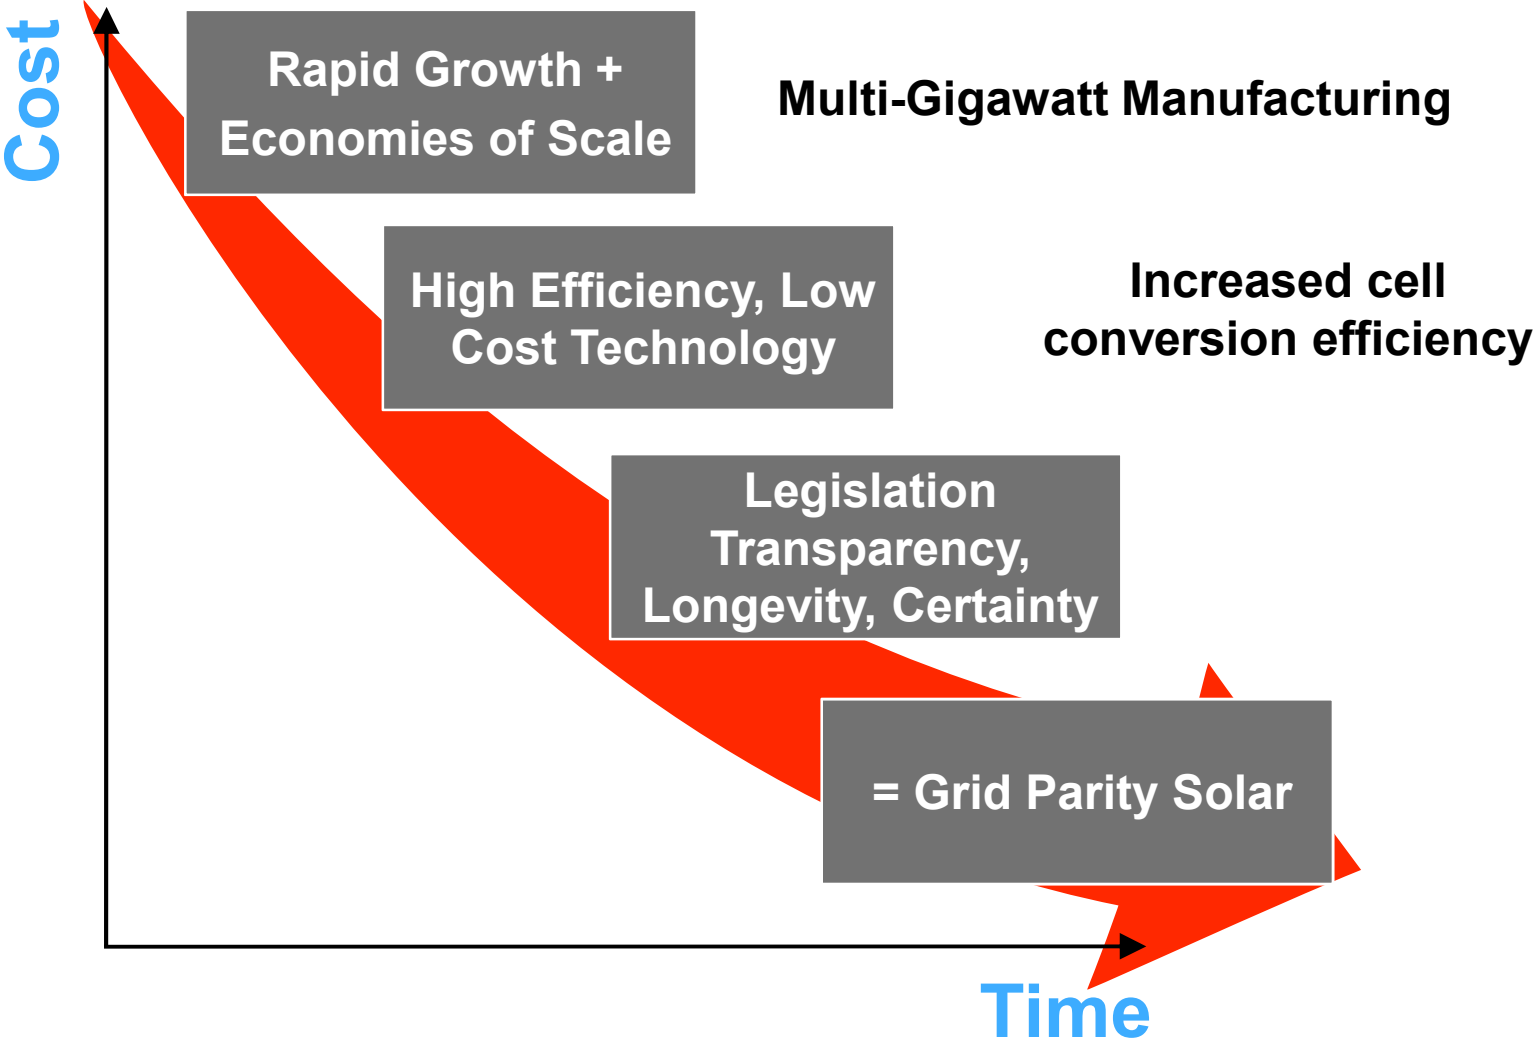 Cost
Rapid Growth +
Economies of Scale
Multi-Gigawatt Manufacturing
High Efficiency, Low
Cost Technology
Increased cell
conversion efficiency
Legislation
Transparency,
Longevity, Certainty
= Grid Parity Solar
Time